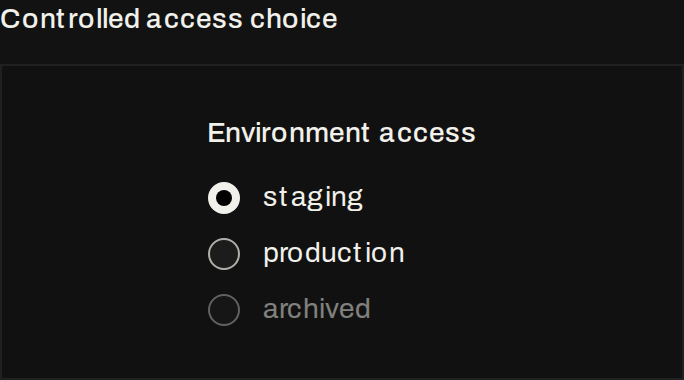 Controlled access choice
Environment access
staging
production
archived